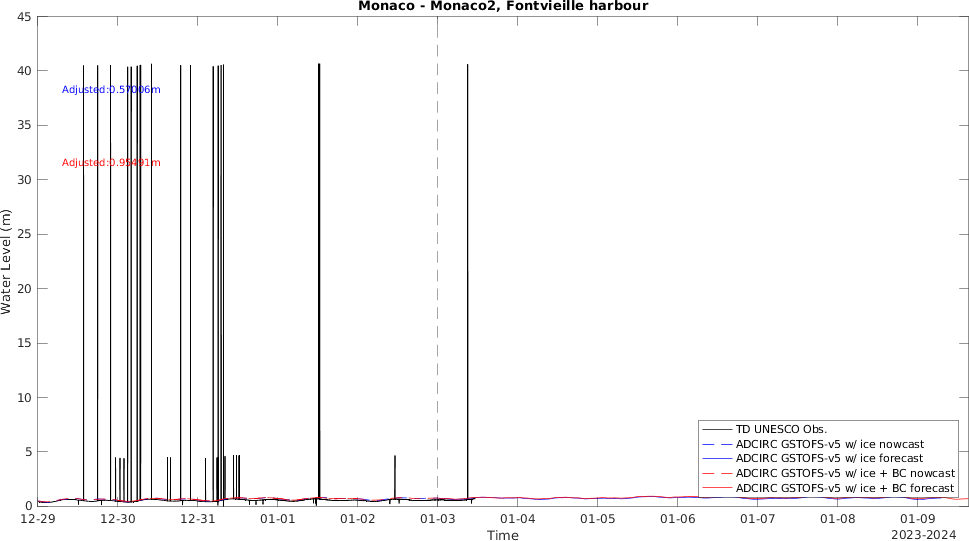 Monaco - Monaco2, Fontvieille harbour
45
40
35
30
25
20
15
10
5
0
Water Level (m)
Adjusted:0.57006m
Adjusted:0.95491m
TD UNESCO Obs.
ADCIRC GSTOFS-v5 w/ ice nowcast
ADCIRC GSTOFS-v5 w/ ice forecast
ADCIRC GSTOFS-v5 w/ ice + BC nowcast
ADCIRC GSTOFS-v5 w/ ice + BC forecast
12-29 12-30 12-31 01-01 01-02 01-03 01-04 01-05 01-06 01-07 01-08 01-09
Time
2023-2024